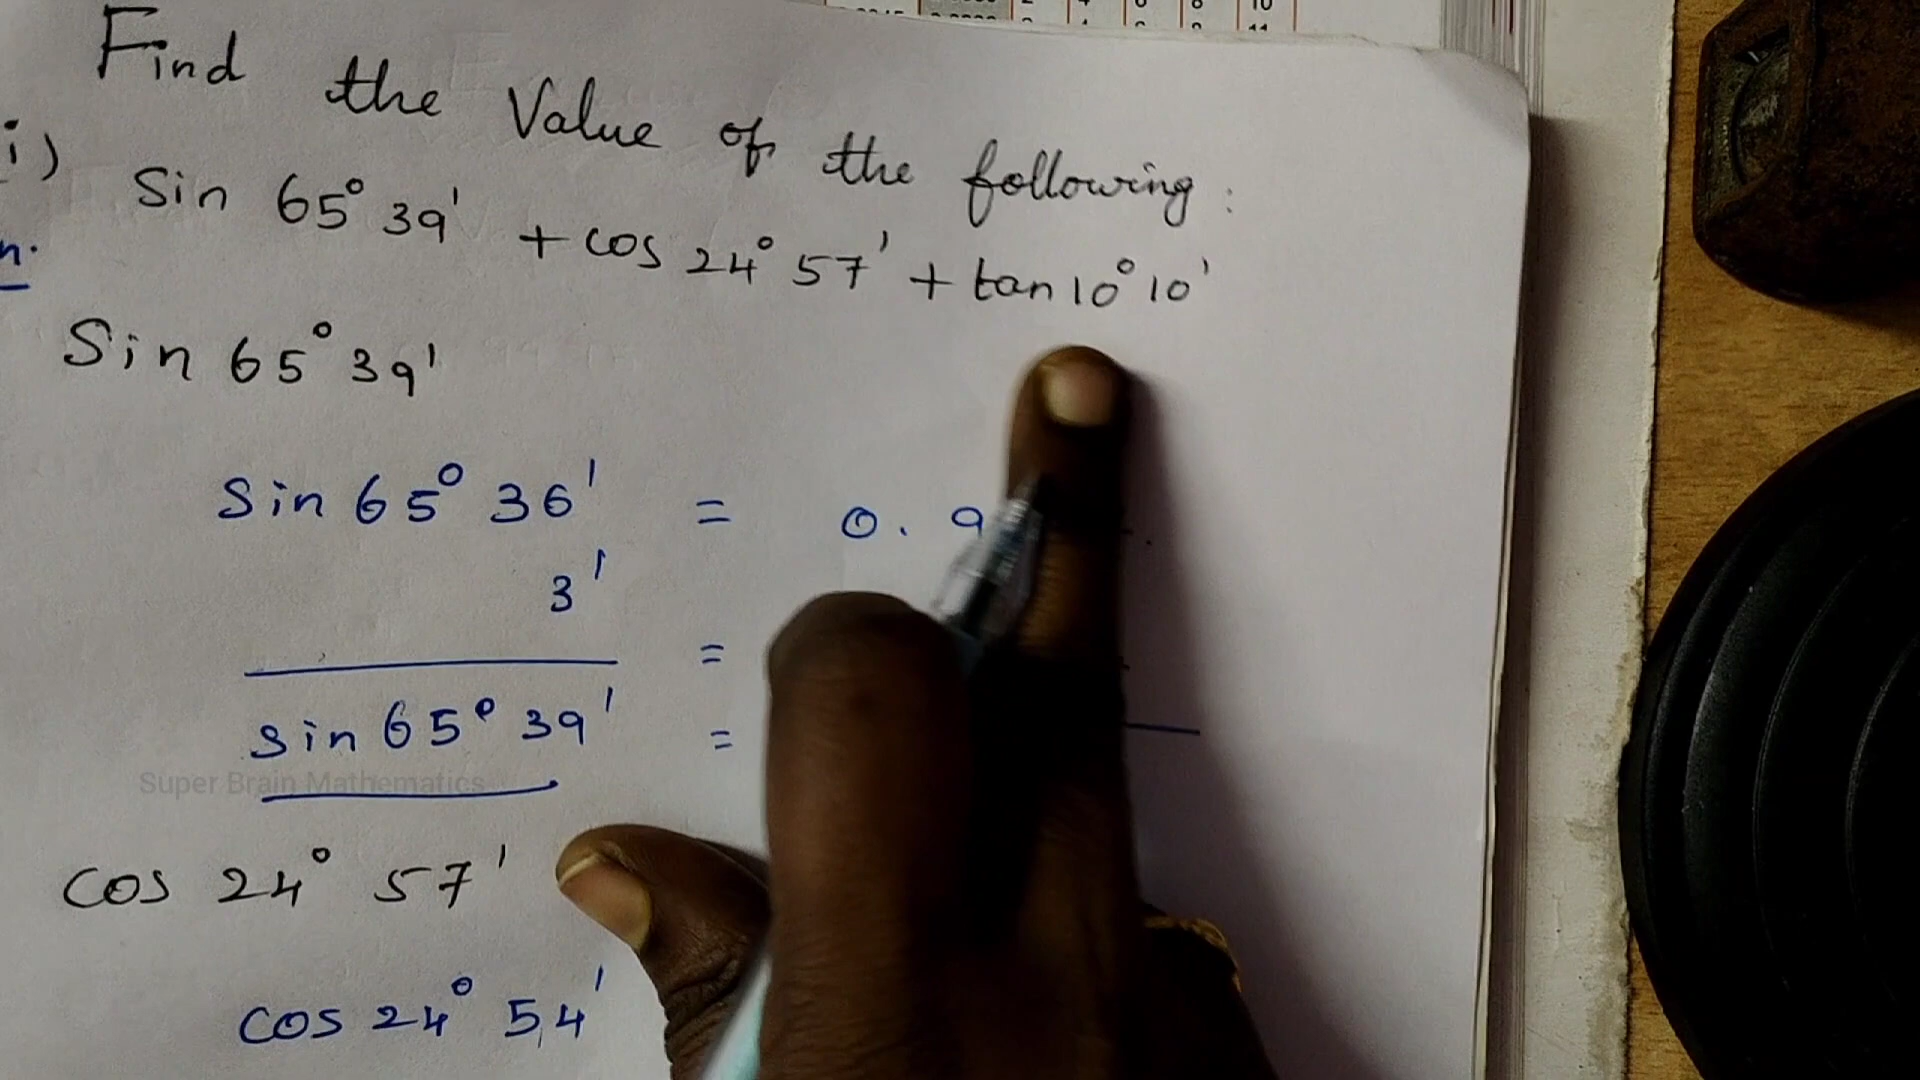 Find the Value of the following:
i) Sin 65° 39' + cos 24° 57' + tan 10° 10'
n.
Sin 65° 39'
Sin 65° 36' = 0.9
3' =
sin 65° 39' =
Super Brain Mathematics
cos 24° 57'
cos 24° 54'